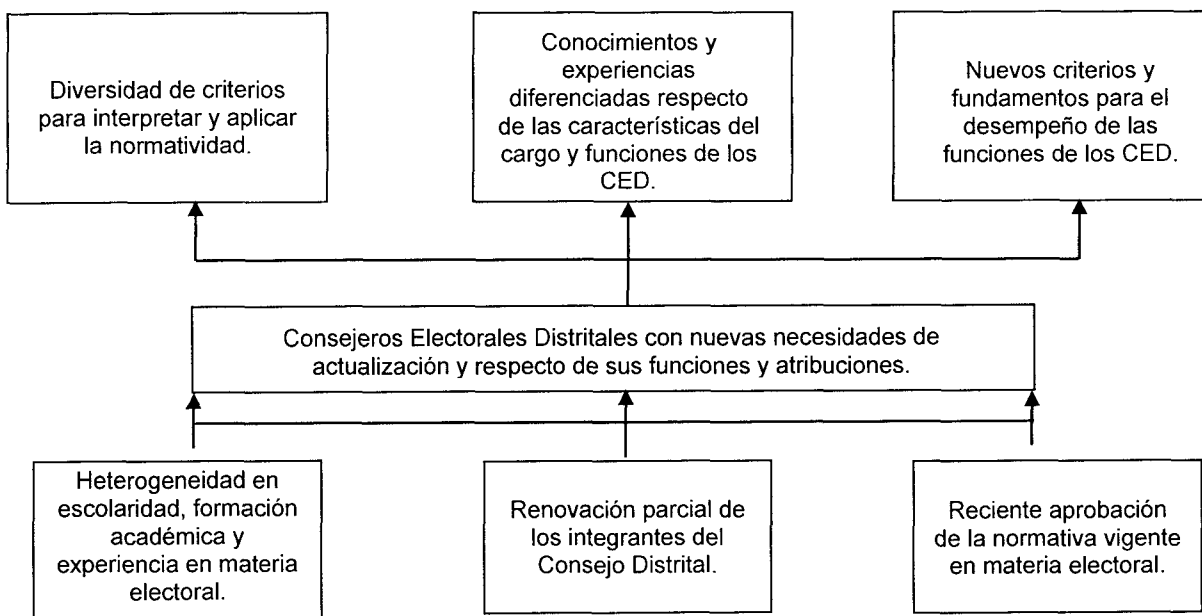 Diversidad de criterios
para interpretar y aplicar
la normatividad.
Conocimientos y
experiencias
diferenciadas respecto
de las características del
cargo y funciones de los
CED.
Nuevos criterios y
fundamentos para el
desempeño de las
funciones de los CED.
Consejeros Electorales Distritales con nuevas necesidades de
actualización y respecto de sus funciones y atribuciones.
Heterogeneidad en
escolaridad, formación
académica y
experiencia en materia
electoral.
Renovación parcial de
los integrantes del
Consejo Distrital.
Reciente aprobación
de la normativa vigente
en materia electoral.